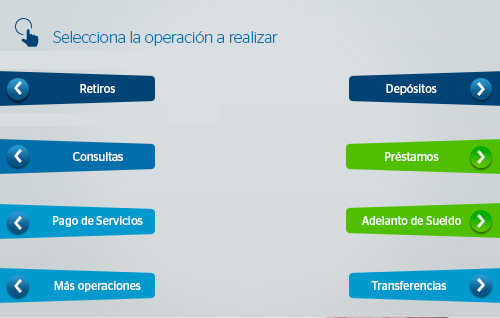 Selecciona la operación a realizar
Retiros
Depósitos
Consultas
Préstamos
Pago de Servicios
Adelanto de Sueldo
Más operaciones
Transferencias